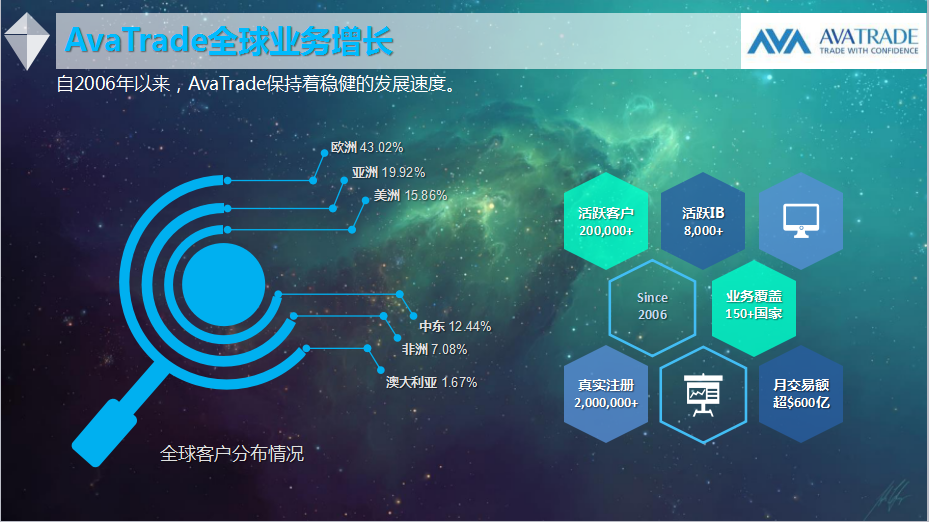 AvaTrade全球业务增长
AVATRADE
TRADE WITH CONFIDENCE
自2006年以来，AvaTrade保持着稳健的发展速度。
欧洲 43.02%
亚洲 19.92%
美洲 15.86%
中东 12.44%
非洲 7.08%
澳大利亚 1.67%
全球客户分布情况
活跃客户
200,000+
活跃IB
8,000+
Since
2006
业务覆盖
150+国家
真实注册
2,000,000+
月交易额
超$600亿